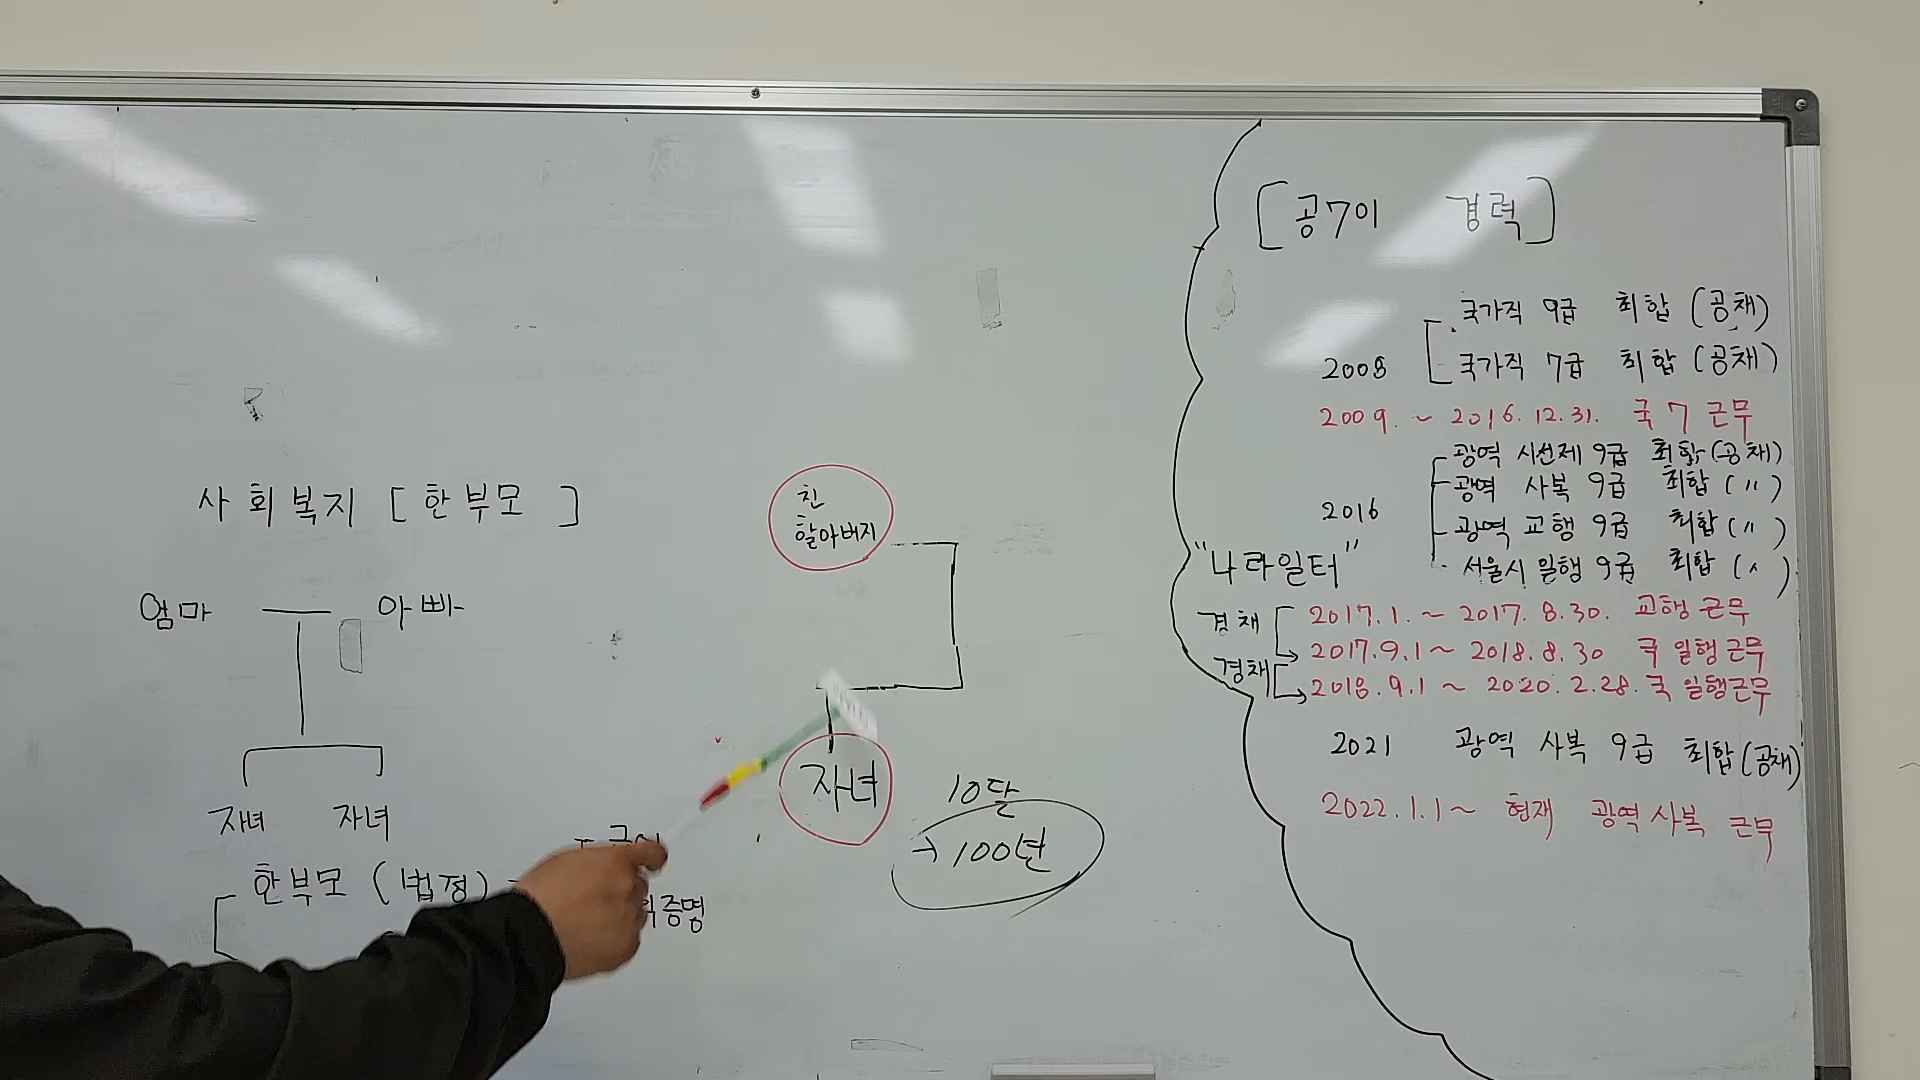 사회복지 [한부모]
엄마 아빠
자녀 자녀
한부모 (법정)
증명
친
할아버지
자녀
10달
→ 100년
[공7이 경력]
국가직 9급 최합 (공채)
2008 국가직 7급 최합 (공채)
2009. ~ 2016. 12. 31. 국 7 근무
광역 시선제 9급 최합 (공채)
광역 사복 9급 최합 (〃)
2016
광역 교행 9급 최합 (〃)
서울시 일행 9급 최합 (〃)
"나라일터"
경채 2017. 1. ~ 2017. 8. 30. 교행 근무
2017. 9. 1 ~ 2018. 8. 30 국 일행 근무
경채 2018. 9. 1 ~ 2020. 2. 28. 국 일행 근무
2021 광역 사복 9급 최합 (공채)
2022. 1. 1 ~ 현재 광역 사복 근무